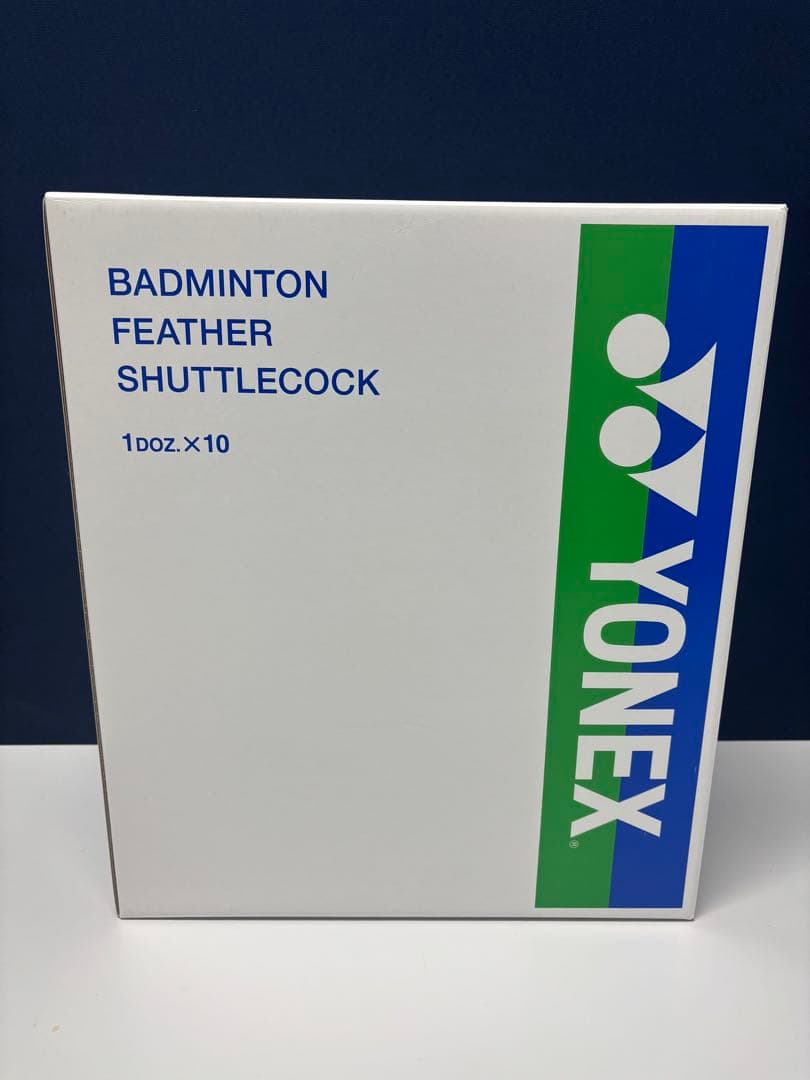 BADMINTON
FEATHER
SHUTTLECOCK
1DOZ.×10
YONEX®